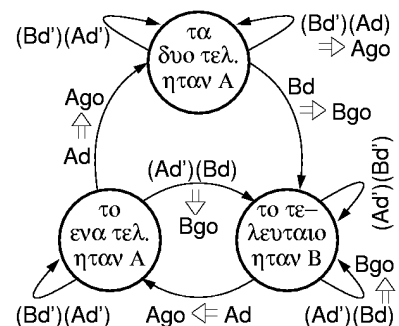 (Bd')(Ad')
τα
δυο τελ.
ηταν A
(Bd')(Ad)
⇒ Ago
Ago
⇑
Ad
Bd
⇒ Bgo
(Ad')(Bd)
⇓
Bgo
(Ad')(Bd')
το
ενα τελ.
ηταν A
το τε–
λευταιο
ηταν B
Bgo
⇑
(Bd')(Ad')
Ago ⇐ Ad
(Ad')(Bd)